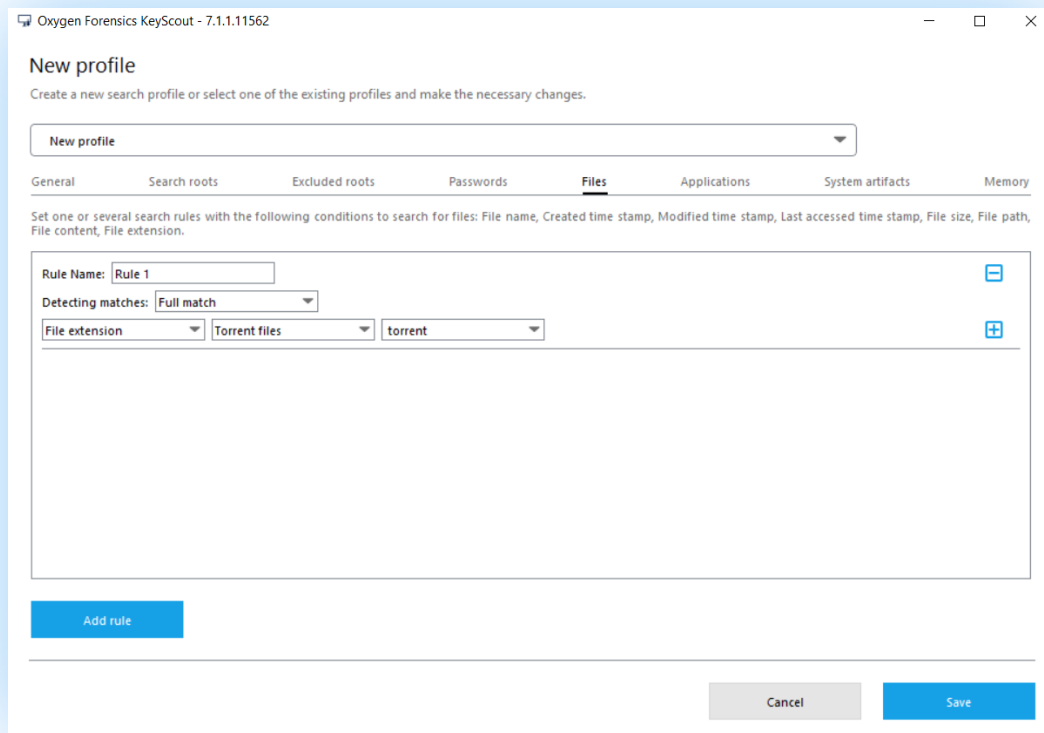 Oxygen Forensics KeyScout - 7.1.1.11562
New profile
Create a new search profile or select one of the existing profiles and make the necessary changes.
New profile
General Search roots Excluded roots Passwords Files Applications System artifacts Memory
Set one or several search rules with the following conditions to search for files: File name, Created time stamp, Modified time stamp, Last accessed time stamp, File size, File path,
File content, File extension.
Rule Name: Rule 1
Detecting matches: Full match
File extension Torrent files torrent
Add rule
Cancel Save